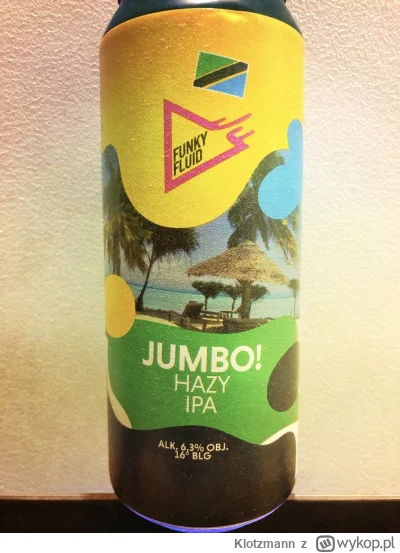 FUNKY
FLUID
JUMBO!
HAZY
IPA
ALK. 6,3% OBJ.
16° BLG
Klotzmann z wykop.pl